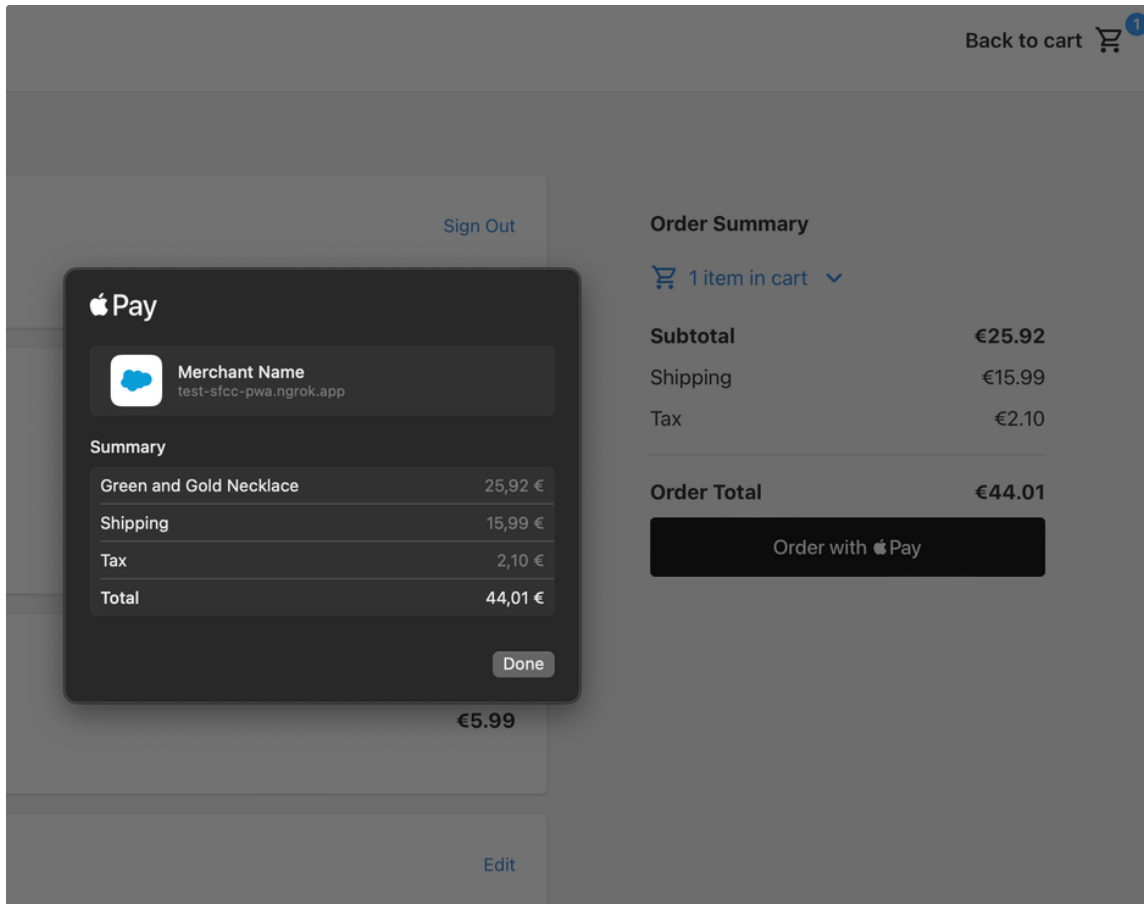 Back to cart
1
Sign Out
Pay
Merchant Name
test-sfcc-pwa.ngrok.app
Summary
Green and Gold Necklace 25,92 €
Shipping 15,99 €
Tax 2,10 €
Total 44,01 €
Done
€5.99
Edit
Order Summary
1 item in cart
Subtotal €25.92
Shipping €15.99
Tax €2.10
Order Total €44.01
Order with Pay